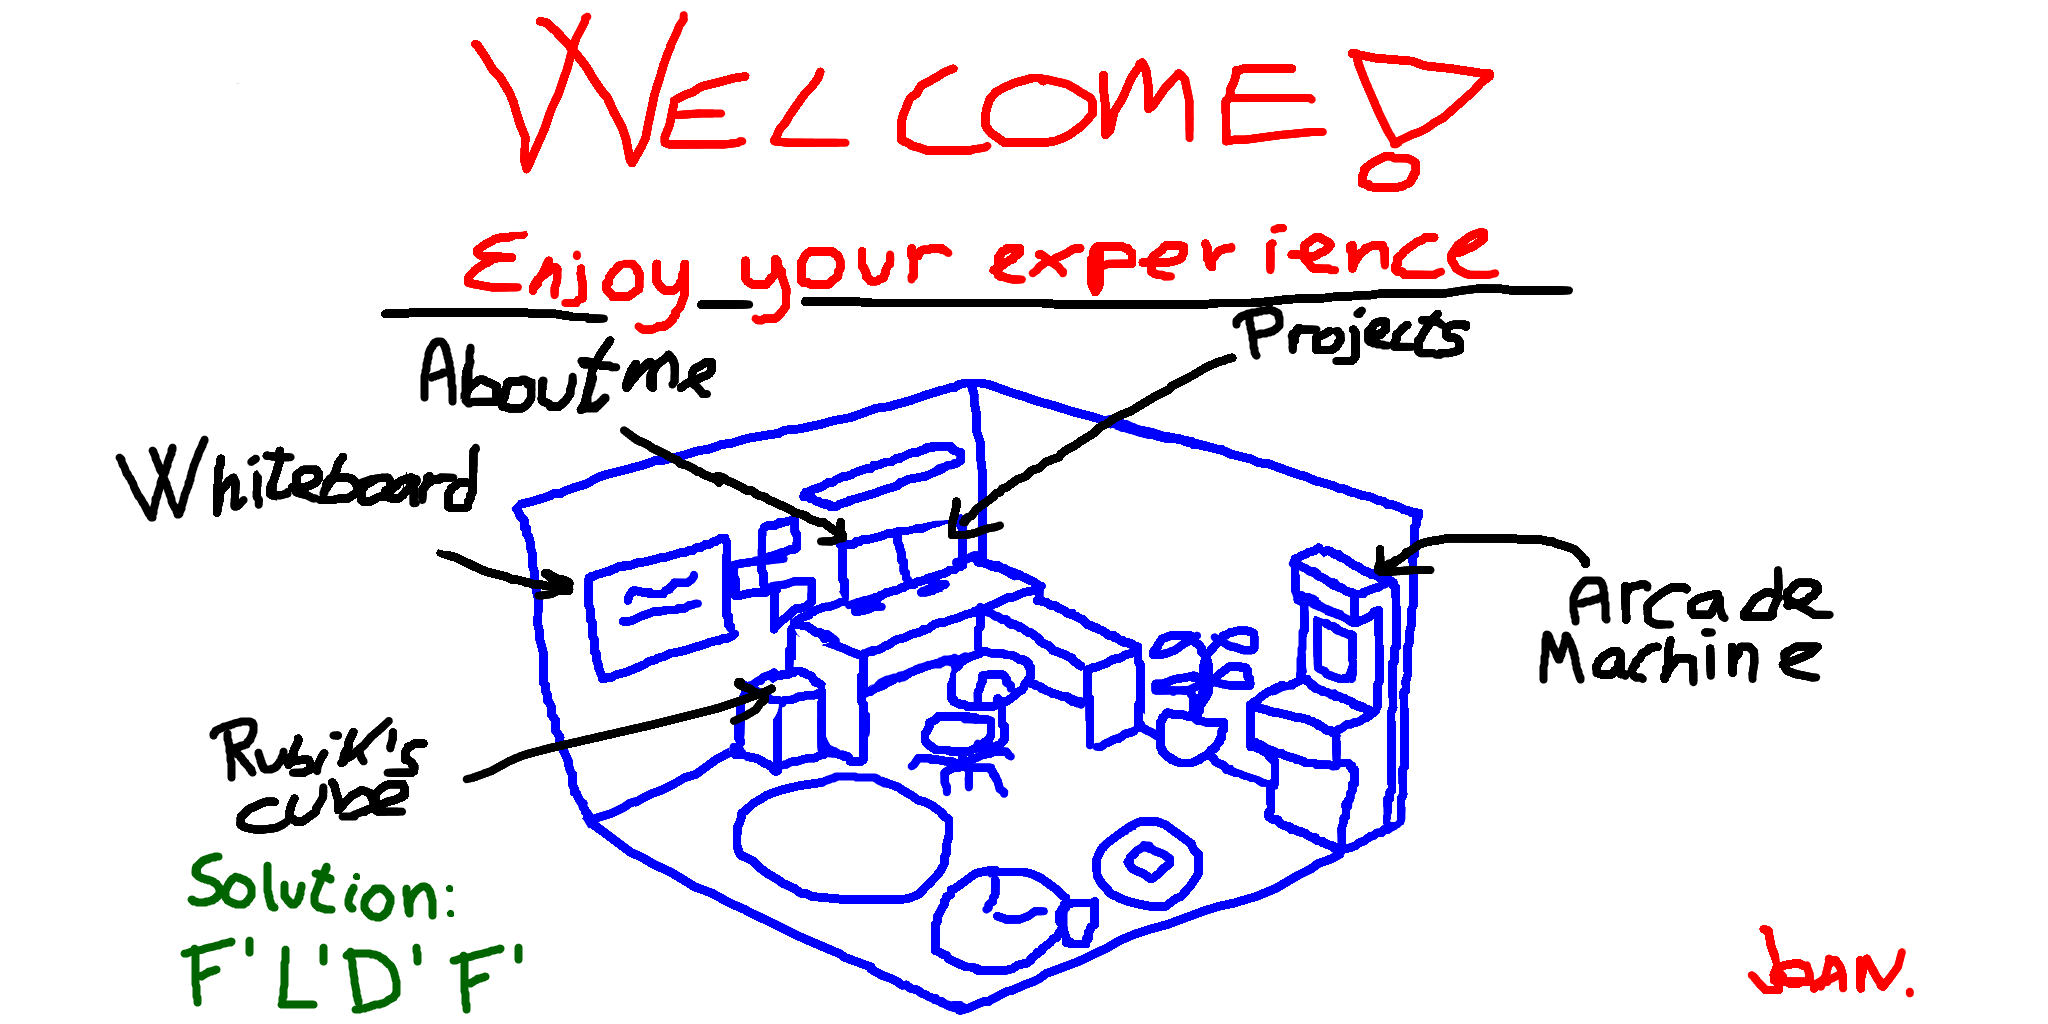 WELCOME!
Enjoy your experience
About me
Projects
Whiteboard
Arcade
Machine
Rubik's
cube
Solution:
F' L' D' F'
JOAN.